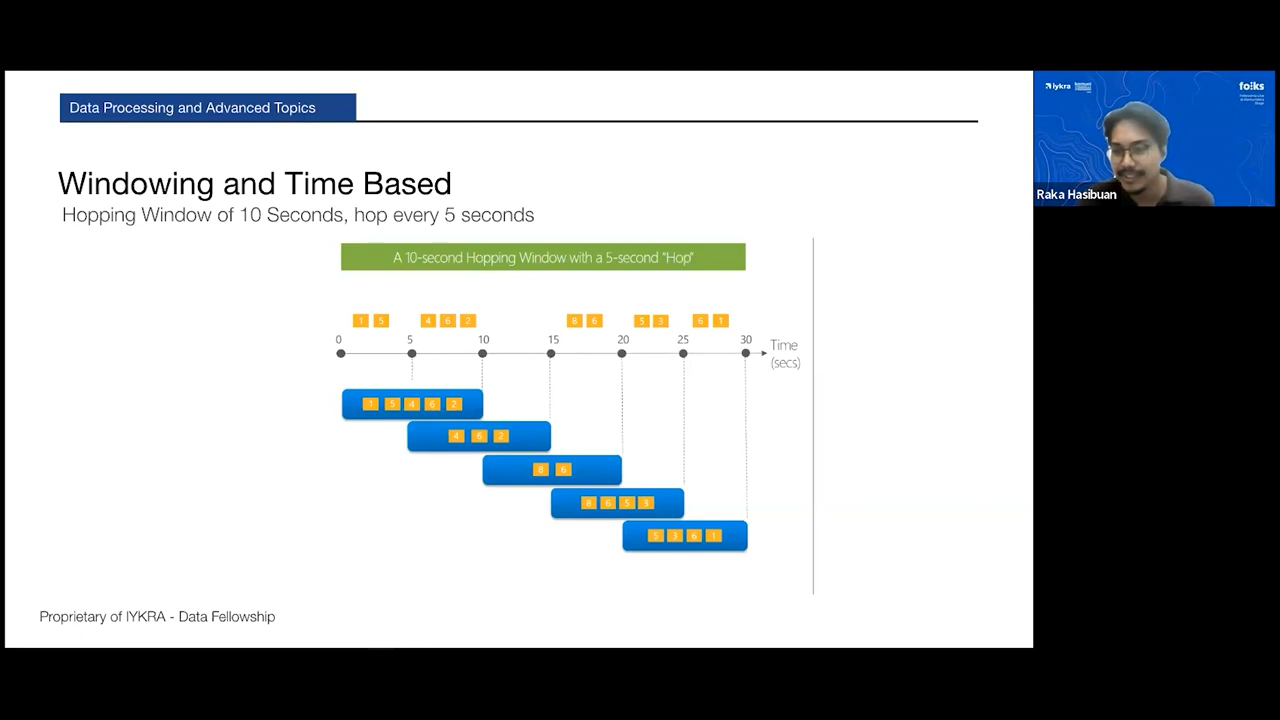 Data Processing and Advanced Topics
Windowing and Time Based
Hopping Window of 10 Seconds, hop every 5 seconds
A 10-second Hopping Window with a 5-second "Hop"
1 5 4 6 2 8 6 5 3 6 1
0 5 10 15 20 25 30
Time
(secs)
1 5 4 6 2
4 6 2
8 6
8 6 5 3
5 3 6 1
Proprietary of IYKRA - Data Fellowship
iykra
fo:ks
Raka Hasibuan